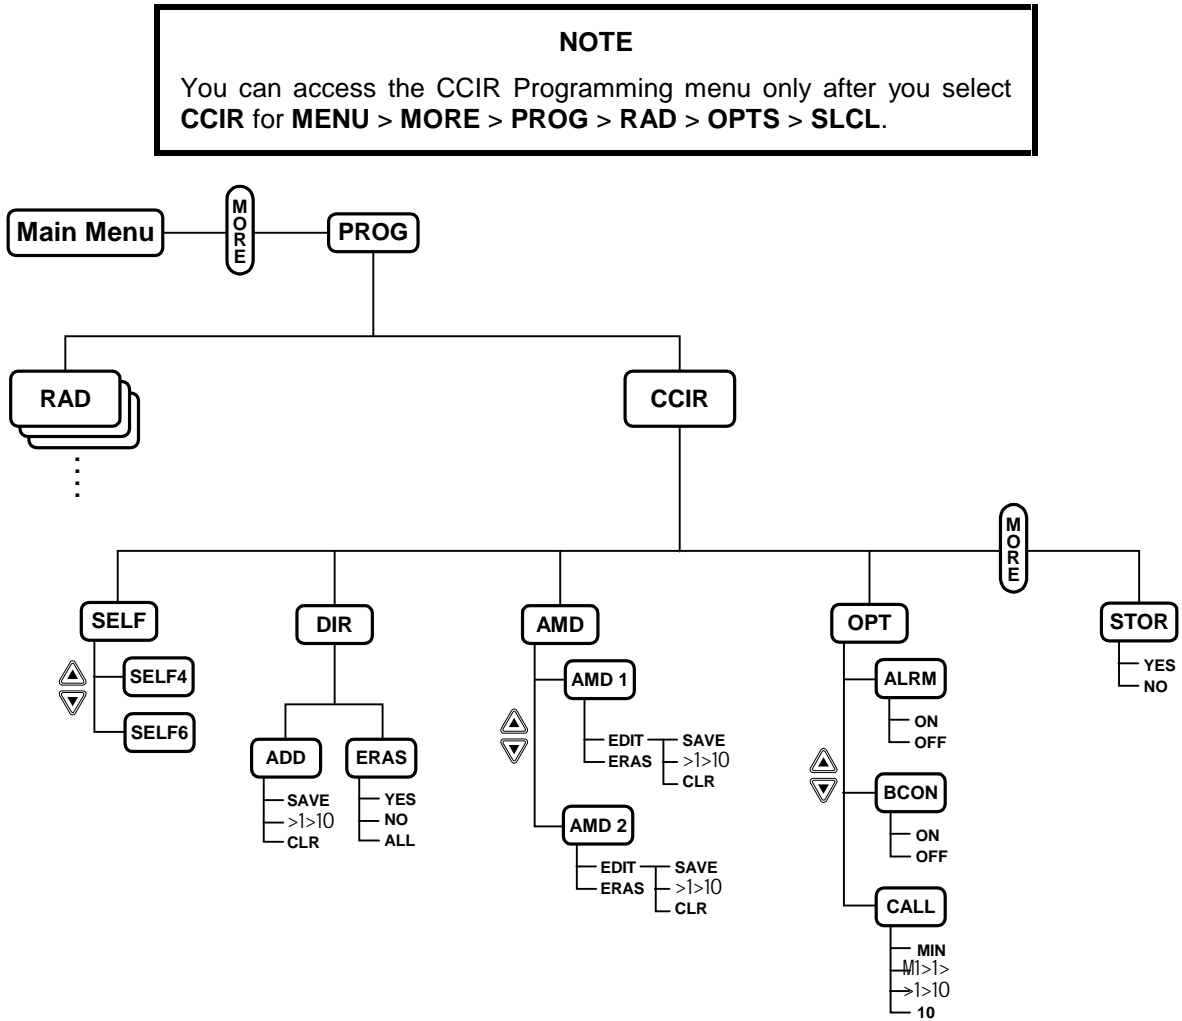 NOTE
You can access the CCIR Programming menu only after you select
CCIR for MENU > MORE > PROG > RAD > OPTS > SLCL.
Main Menu
MORE
PROG
RAD
CCIR
MORE
SELF
SELF4
SELF6
DIR
ADD
SAVE
>1>10
CLR
ERAS
YES
NO
ALL
AMD
AMD 1
EDIT
SAVE
>1>10
CLR
ERAS
AMD 2
EDIT
SAVE
>1>10
CLR
ERAS
OPT
ALRM
ON
OFF
BCON
ON
OFF
CALL
MIN
M1>1>
>1>10
10
STOR
YES
NO